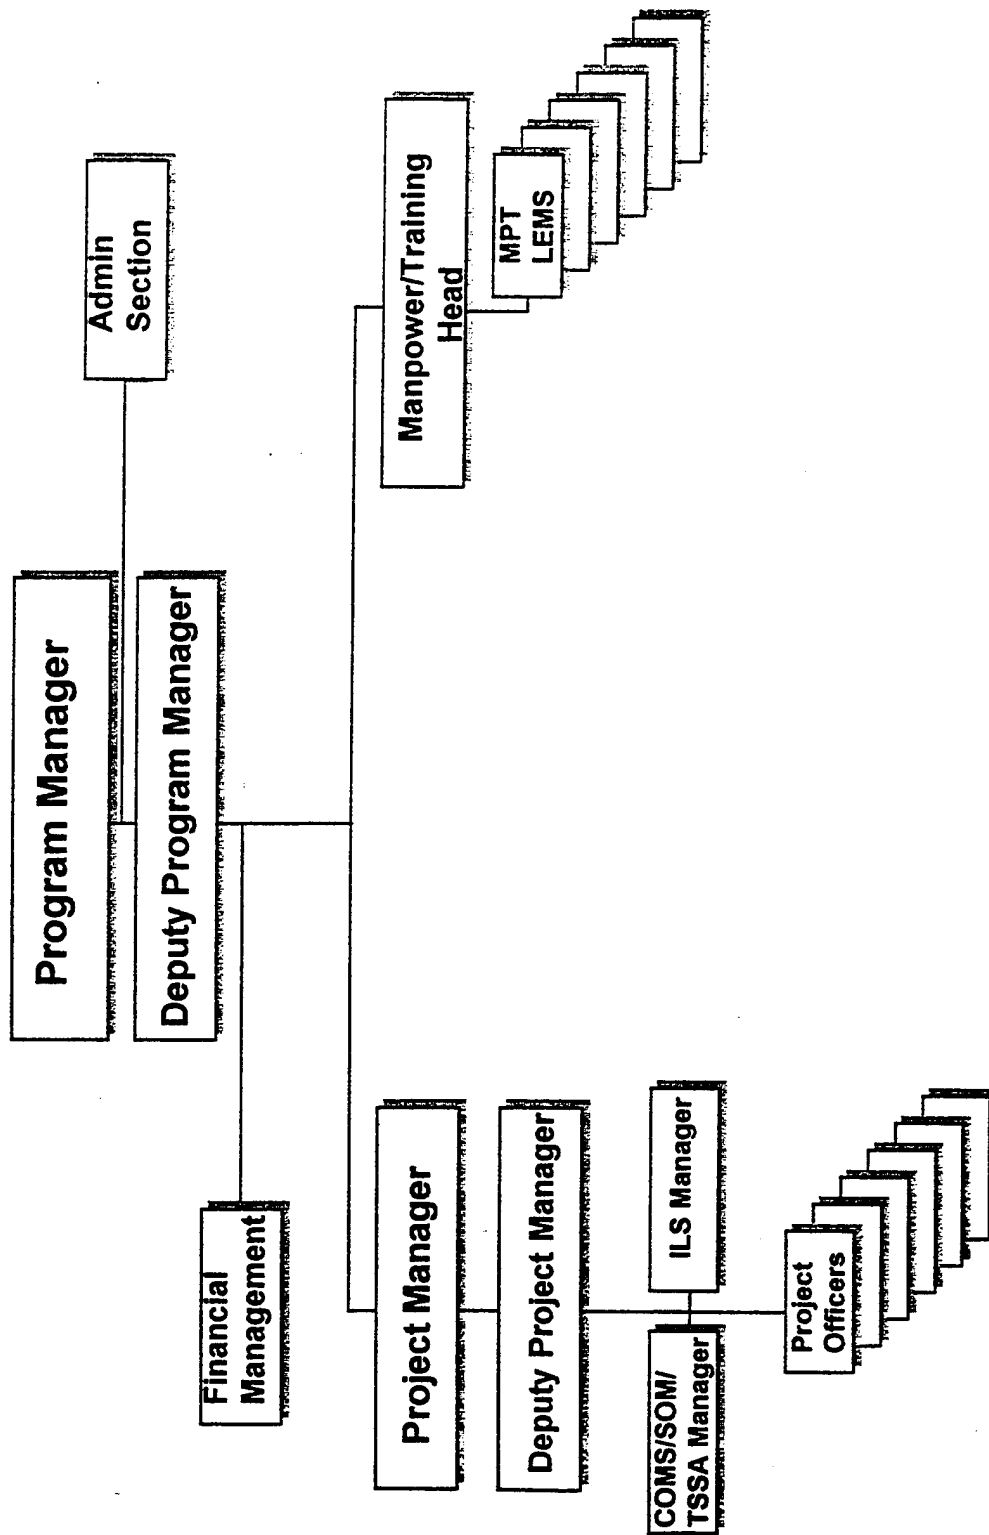 Program Manager
Admin
Section
Deputy Program Manager
Financial
Management
Project Manager
Manpower/Training
Head
Deputy Project Manager
MPT
LEMS
COMS/SOM/
TSSA Manager
ILS Manager
Project
Officers